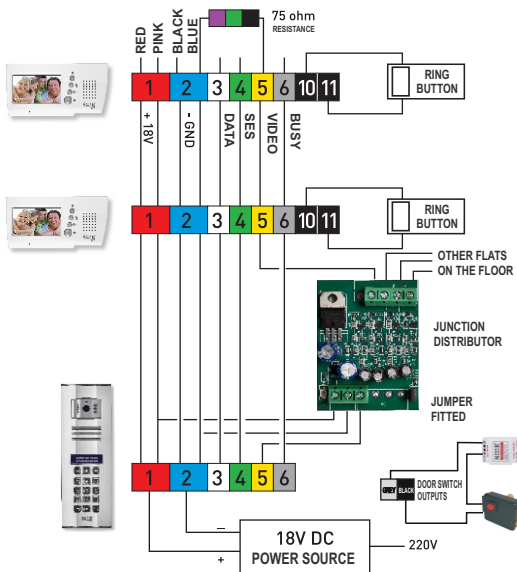 RED
PINK
BLACK
BLUE
75 ohm
RESISTANCE
1
2
3
4
5
6
10
11
RING
BUTTON
+ 18V
- GND
DATA
SES
VIDEO
BUSY
1
2
3
4
5
6
10
11
RING
BUTTON
OTHER FLATS
ON THE FLOOR
JUNCTION
DISTRIBUTOR
JUMPER
FITTED
1
2
3
4
5
6
GREY
BLACK
DOOR SWITCH
OUTPUTS
–
+
18V DC
POWER SOURCE
220V